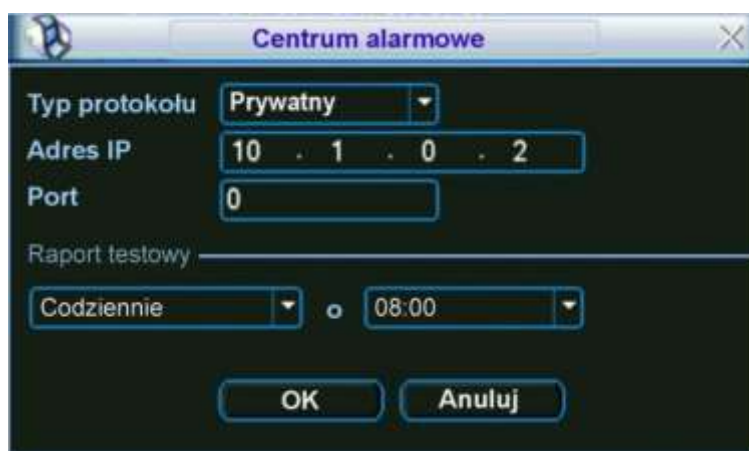 Centrum alarmowe
Typ protokołu Prywatny
Adres IP 10 . 1 . 0 . 2
Port 0
Raport testowy
Codziennie o 08:00
OK Anuluj